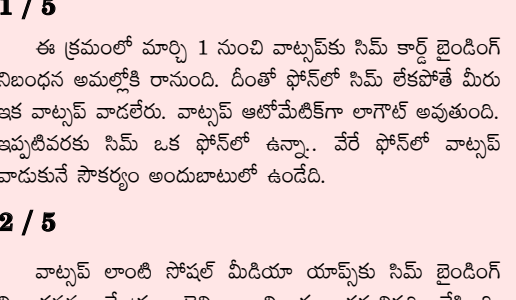 1 / 5
ఈ క్రమంలో మార్చి 1 నుంచి వాట్సప్‌కు సిమ్ కార్డ్ బైండింగ్
నిబంధన అమల్లోకి రానుంది. దీంతో ఫోన్‌లో సిమ్ లేకపోతే మీరు
ఇక వాట్సప్ వాడలేరు. వాట్సప్ ఆటోమేటిక్‌గా లాగౌట్ అవుతుంది.
ఇప్పటివరకు సిమ్ ఒక ఫోన్‌లో ఉన్నా.. వేరే ఫోన్‌లో వాట్సప్
వాడుకునే సౌకర్యం అందుబాటులో ఉండేది.
2 / 5
వాట్సప్ లాంటి సోషల్ మీడియా యాప్స్‌కు సిమ్ బైండింగ్